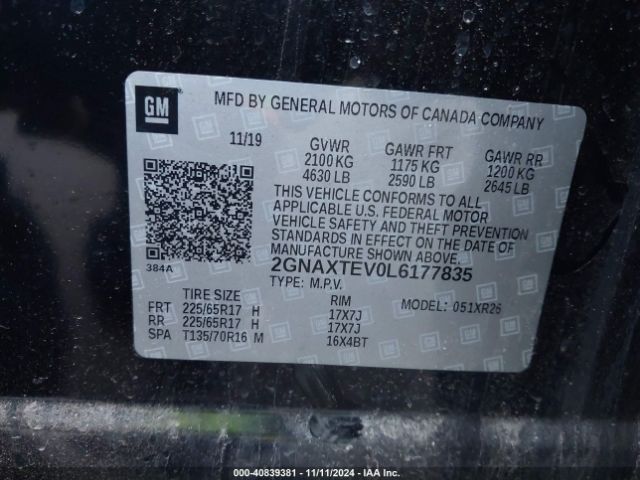 GM
MFD BY GENERAL MOTORS OF CANADA COMPANY
11/19 GVWR GAWR FRT GAWR RR
2100 KG 1175 KG 1200 KG
4630 LB 2590 LB 2645 LB
THIS VEHICLE CONFORMS TO ALL
APPLICABLE U.S. FEDERAL MOTOR
VEHICLE SAFETY AND THEFT PREVENTION
STANDARDS IN EFFECT ON THE DATE OF
MANUFACTURE SHOWN ABOVE.
384A 2GNAXTEV0L6177835
TYPE: M.P.V.
TIRE SIZE RIM MODEL: 051XR26
FRT 225/65R17 H 17X7J
RR 225/65R17 H 17X7J
SPA T135/70R16 M 16X4BT
000-40839381 - 11/11/2024 - IAA Inc.